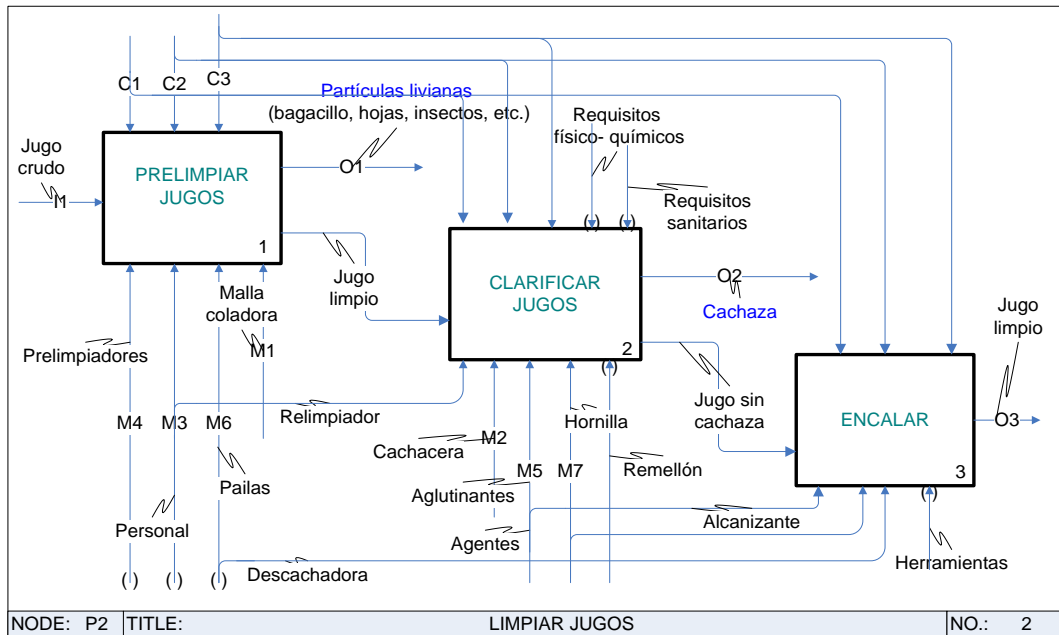 C1
C2
C3
Partículas livianas
(bagacillo, hojas, insectos, etc.)
Requisitos
físico- químicos
Jugo
crudo
I1
PRELIMPIAR
JUGOS
1
O1
Requisitos
sanitarios
( )
( )
Jugo
limpio
Malla
coladora
M1
CLARIFICAR
JUGOS
2
( )
O2
Cachaza
Prelimpiadores
Relimpiador
Jugo sin
cachaza
Jugo
limpio
ENCALAR
3
( )
O3
M4
M3
M6
Cachacera
M2
Hornilla
Aglutinantes
M5
M7
Remellón
Pailas
Personal
Agentes
Alcanizante
Descachadora
Herramientas
( )
( )
( )
NODE: P2
TITLE:
LIMPIAR JUGOS
NO.: 2